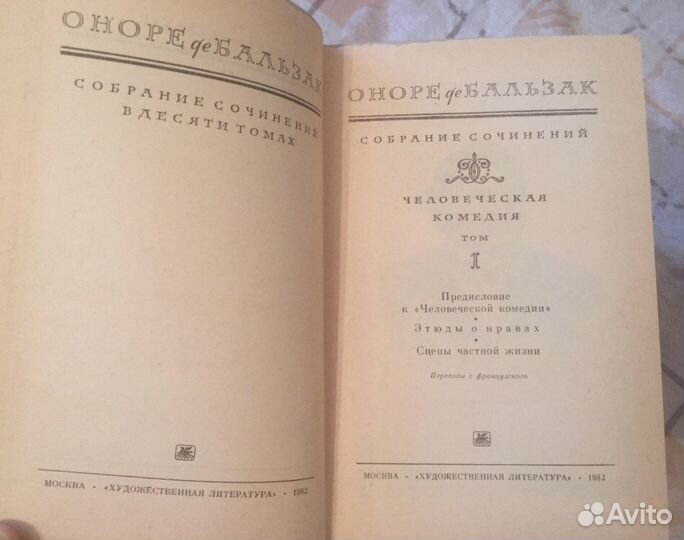 ОНОРЕ де БАЛЬЗАК
СОБРАНИЕ СОЧИНЕНИЙ
В ДЕСЯТИ ТОМАХ
МОСКВА • «ХУДОЖЕСТВЕННАЯ ЛИТЕРАТУРА» • 1982
ОНОРЕ де БАЛЬЗАК
СОБРАНИЕ СОЧИНЕНИЙ
ЧЕЛОВЕЧЕСКАЯ
КОМЕДИЯ
ТОМ
1
Предисловие
к «Человеческой комедии»
•
Этюды о нравах
•
Сцены частной жизни
Переводы с французского
МОСКВА • «ХУДОЖЕСТВЕННАЯ ЛИТЕРАТУРА» • 1982
Avito